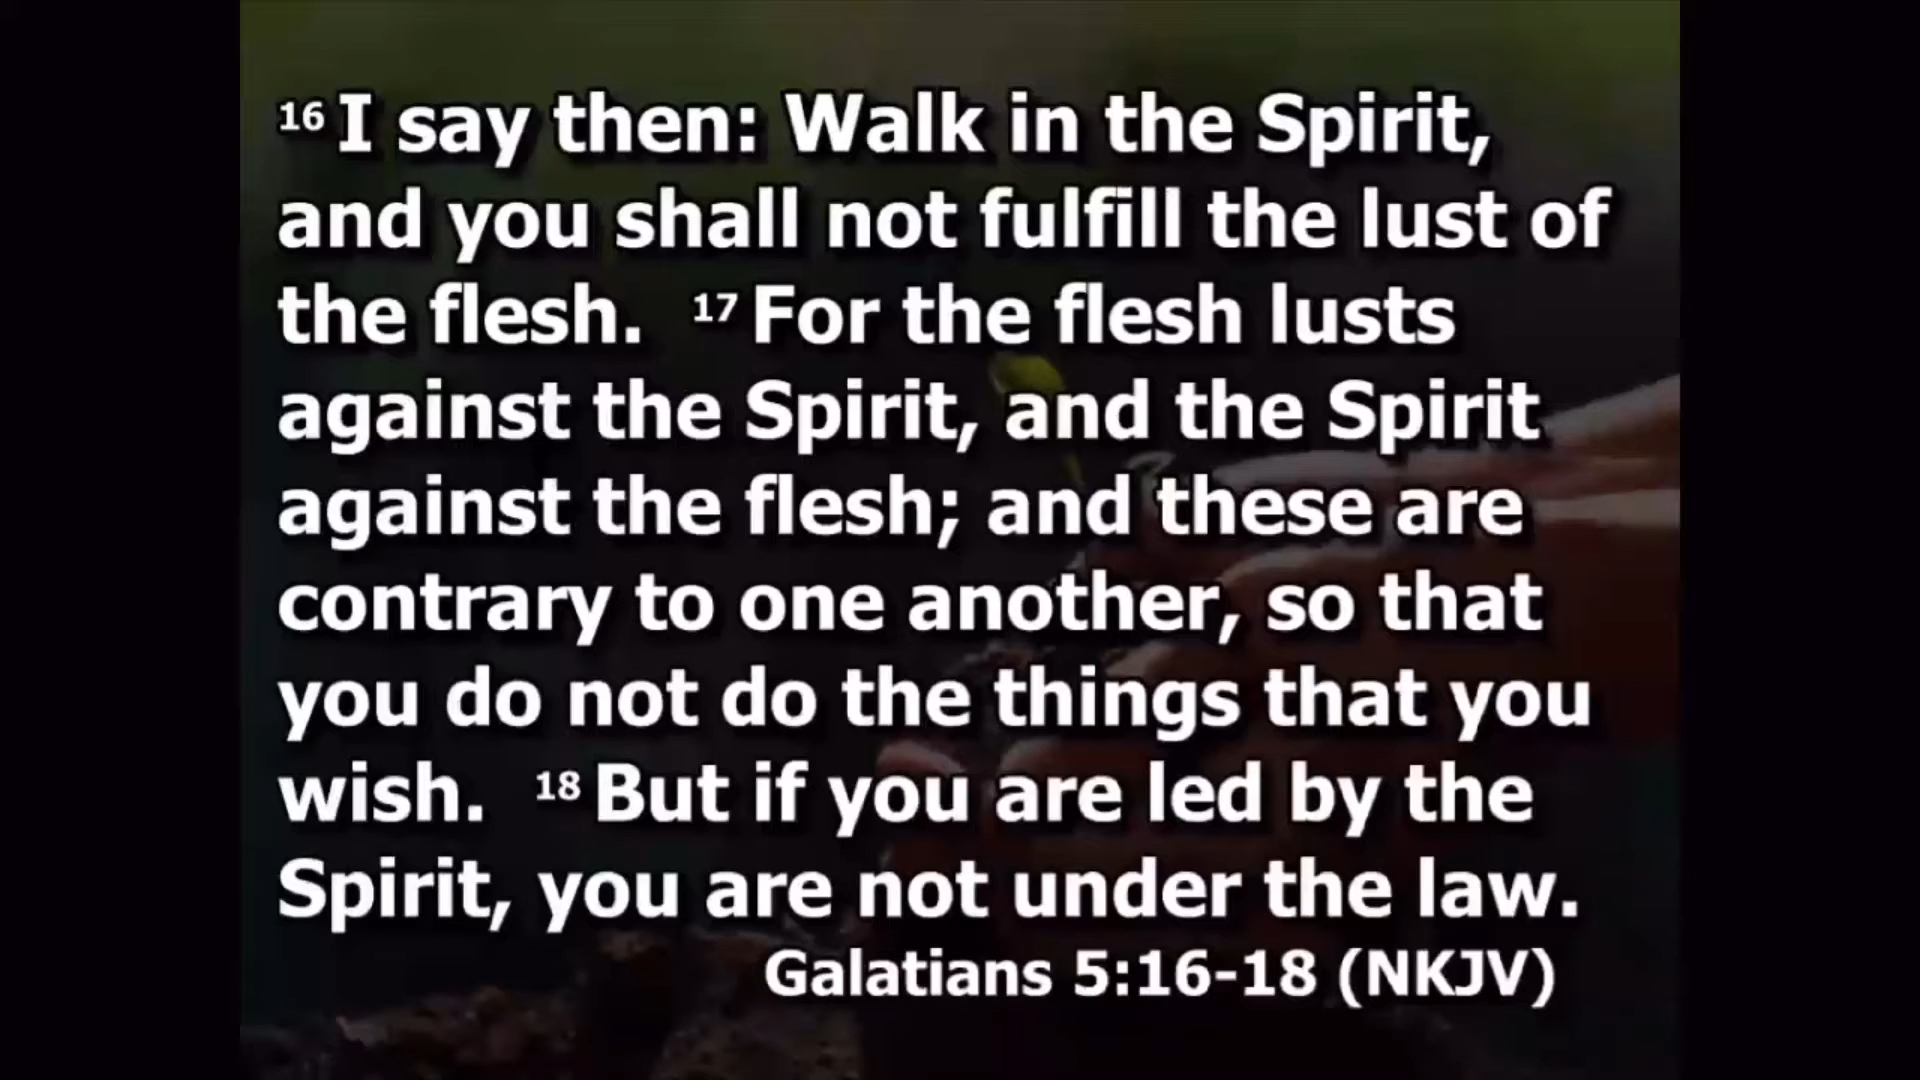 16 I say then: Walk in the Spirit,
and you shall not fulfill the lust of
the flesh. 17 For the flesh lusts
against the Spirit, and the Spirit
against the flesh; and these are
contrary to one another, so that
you do not do the things that you
wish. 18 But if you are led by the
Spirit, you are not under the law.
Galatians 5:16-18 (NKJV)